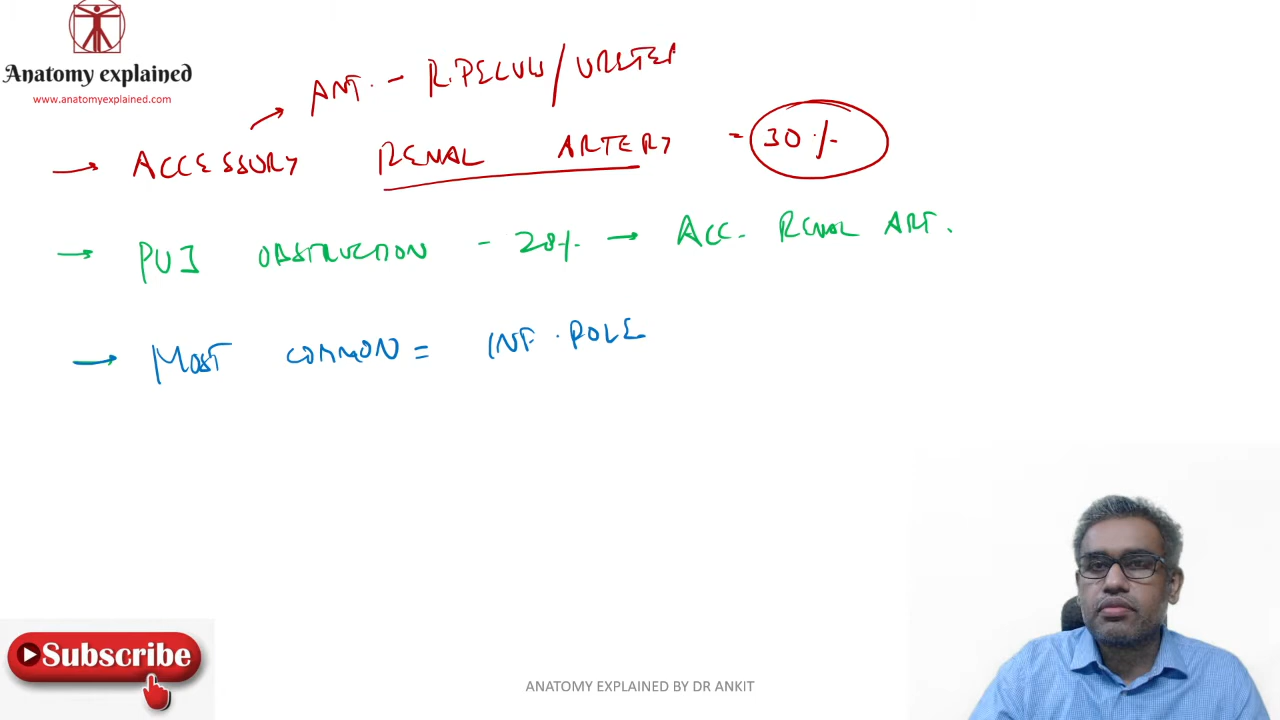 Anatomy explained
www.anatomyexplained.com
ANT. - R.PELVIS/URETER
→ ACCESSORY RENAL ARTERY - 30%
→ PUJ OBSTRUCTION - 28% → ACC. RENAL ART.
→ MOST COMMON = INF. POLE
Subscribe
ANATOMY EXPLAINED BY DR ANKIT